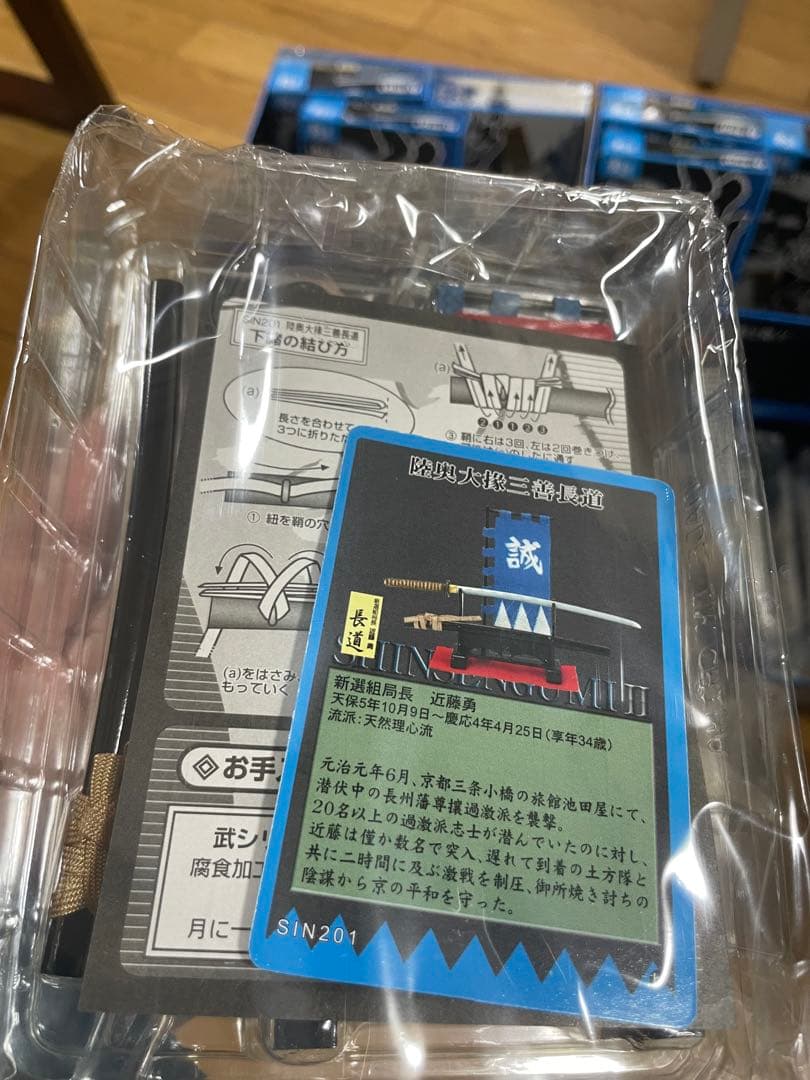 SIN201 陸奥大掾三善長道
下緒の結び方
(a)
長さを合わせて
3つに折りたた
(a)
②①①②③
③ 鞘に右は3回、左は2回巻きつけ、
① 紐を鞘の穴
(a)をはさみ
もっていく
◇お手
武シリ
腐食加工
月に一
陸奥大掾三善長道
誠
新選組局長 近藤勇
長道
SHINSENGUMI II
新選組局長 近藤勇
天保5年10月9日～慶応4年4月25日(享年34歳)
流派:天然理心流
元治元年6月、京都三条小橋の旅館池田屋にて、
潜伏中の長州藩尊攘過激派を襲撃。
20名以上の過激派志士が潜んでいたのに対し、
近藤は僅か数名で突入、遅れて到着の土方隊と
共に二時間に及ぶ激戦を制圧、御所焼き討ちの
陰謀から京の平和を守った。
SIN201